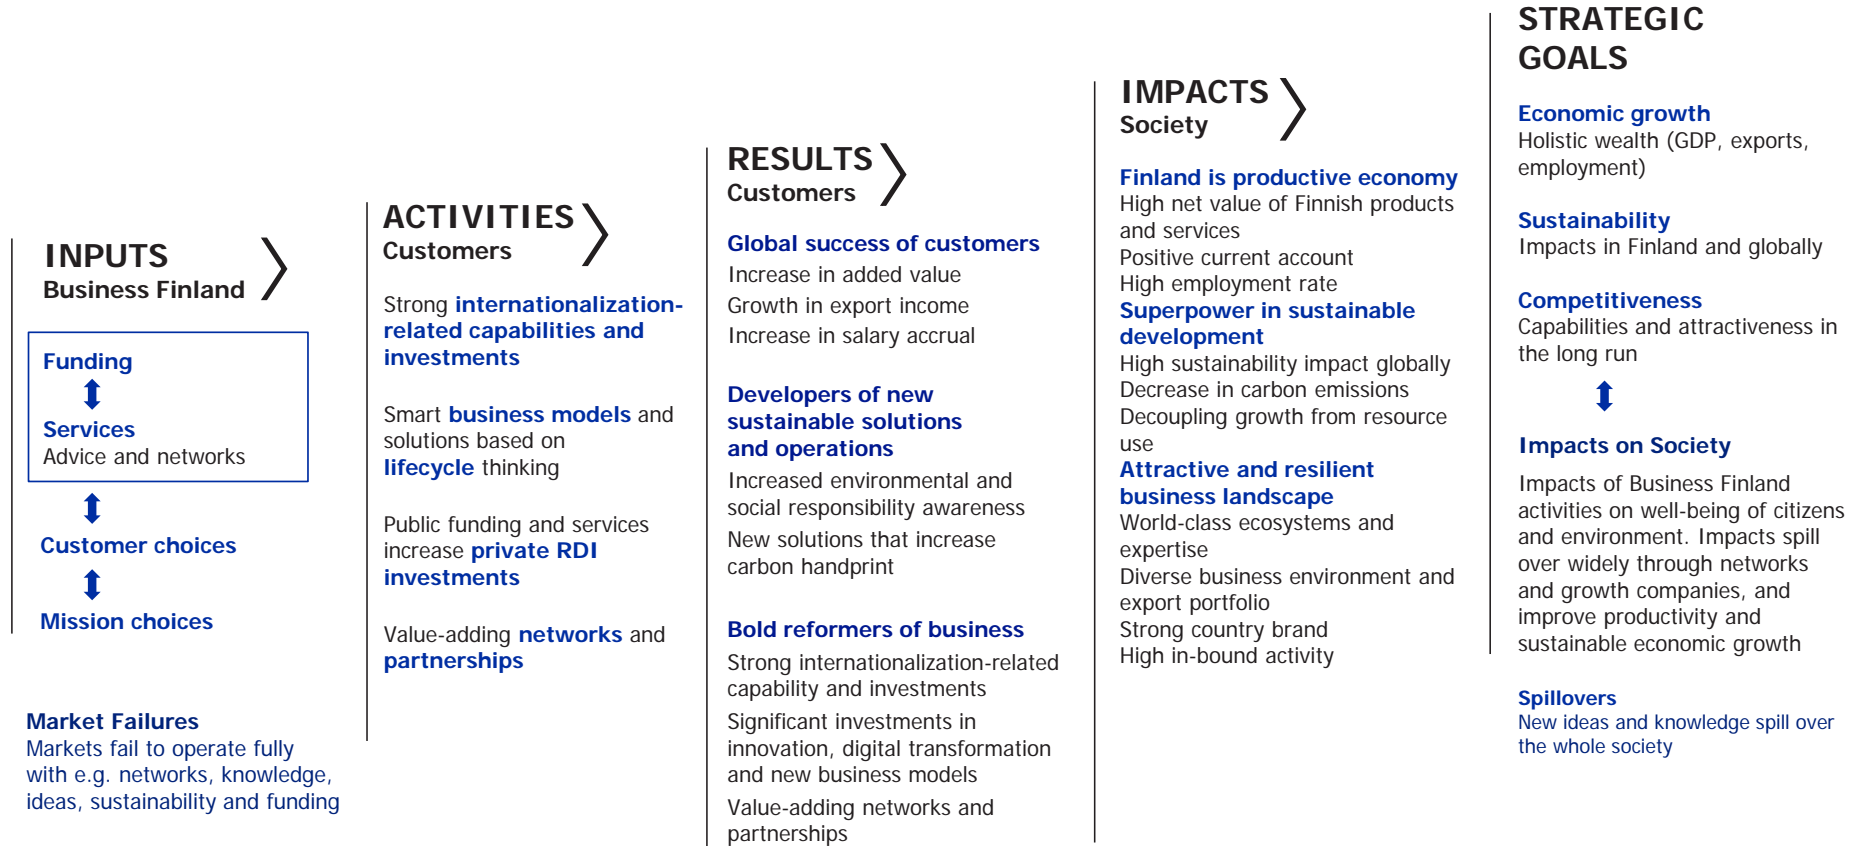 INPUTS
Business Finland
Funding
Services
Advice and networks
Customer choices
Mission choices
Market Failures
Markets fail to operate fully
with e.g. networks, knowledge,
ideas, sustainability and funding
ACTIVITIES
Customers
Strong internationalization-
related capabilities and
investments
Smart business models and
solutions based on
lifecycle thinking
Public funding and services
increase private RDI
investments
Value-adding networks and
partnerships
RESULTS
Customers
Global success of customers
Increase in added value
Growth in export income
Increase in salary accrual
Developers of new
sustainable solutions
and operations
Increased environmental and
social responsibility awareness
New solutions that increase
carbon handprint
Bold reformers of business
Strong internationalization-related
capability and investments
Significant investments in
innovation, digital transformation
and new business models
Value-adding networks and
partnerships
IMPACTS
Society
Finland is productive economy
High net value of Finnish products
and services
Positive current account
High employment rate
Superpower in sustainable
development
High sustainability impact globally
Decrease in carbon emissions
Decoupling growth from resource
use
Attractive and resilient
business landscape
World-class ecosystems and
expertise
Diverse business environment and
export portfolio
Strong country brand
High in-bound activity
STRATEGIC
GOALS
Economic growth
Holistic wealth (GDP, exports,
employment)
Sustainability
Impacts in Finland and globally
Competitiveness
Capabilities and attractiveness in
the long run
Impacts on Society
Impacts of Business Finland
activities on well-being of citizens
and environment. Impacts spill
over widely through networks
and growth companies, and
improve productivity and
sustainable economic growth
Spillovers
New ideas and knowledge spill over
the whole society